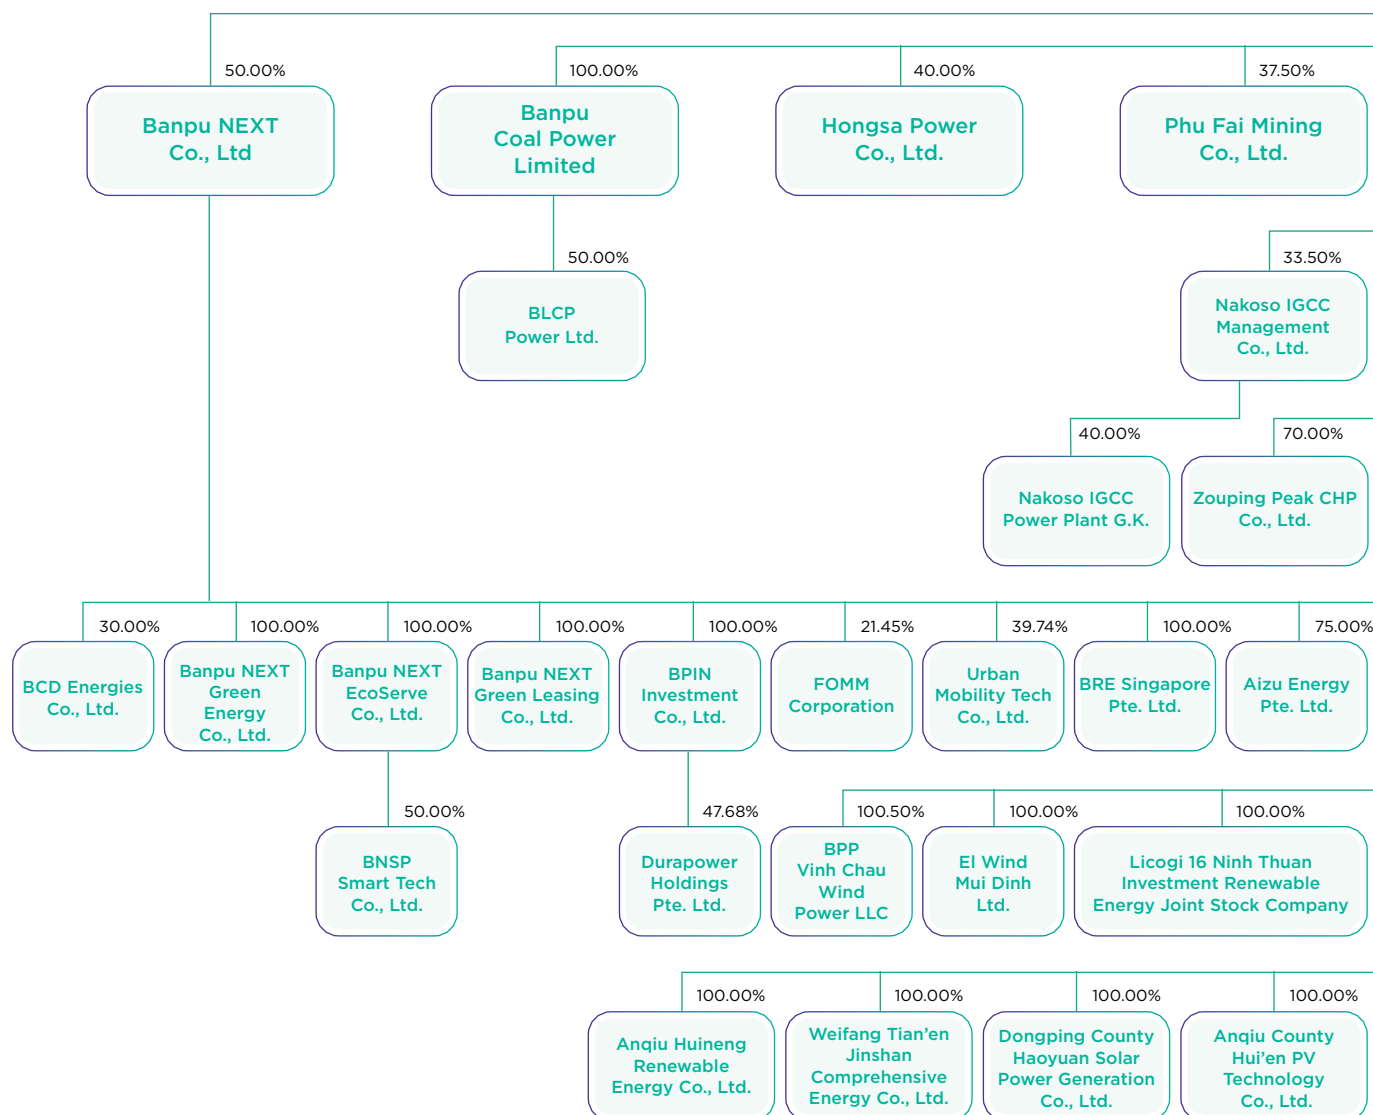 50.00%
100.00%
40.00%
37.50%
Banpu NEXT
Co., Ltd
Banpu
Coal Power
Limited
Hongsa Power
Co., Ltd.
Phu Fai Mining
Co., Ltd.
50.00%
33.50%
BLCP
Power Ltd.
Nakoso IGCC
Management
Co., Ltd.
40.00%
70.00%
Nakoso IGCC
Power Plant G.K.
Zouping Peak CHP
Co., Ltd.
30.00%
100.00%
100.00%
100.00%
100.00%
21.45%
39.74%
100.00%
75.00%
BCD Energies
Co., Ltd.
Banpu NEXT
Green
Energy
Co., Ltd.
Banpu NEXT
EcoServe
Co., Ltd.
Banpu NEXT
Green Leasing
Co., Ltd.
BPIN
Investment
Co., Ltd.
FOMM
Corporation
Urban
Mobility Tech
Co., Ltd.
BRE Singapore
Pte. Ltd.
Aizu Energy
Pte. Ltd.
50.00%
47.68%
100.50%
100.00%
100.00%
BNSP
Smart Tech
Co., Ltd.
Durapower
Holdings
Pte. Ltd.
BPP
Vinh Chau
Wind
Power LLC
El Wind
Mui Dinh
Ltd.
Licogi 16 Ninh Thuan
Investment Renewable
Energy Joint Stock Company
100.00%
100.00%
100.00%
100.00%
Anqiu Huineng
Renewable
Energy Co., Ltd.
Weifang Tian’en
Jinshan
Comprehensive
Energy Co., Ltd.
Dongping County
Haoyuan Solar
Power Generation
Co., Ltd.
Anqiu County
Hui’en PV
Technology
Co., Ltd.